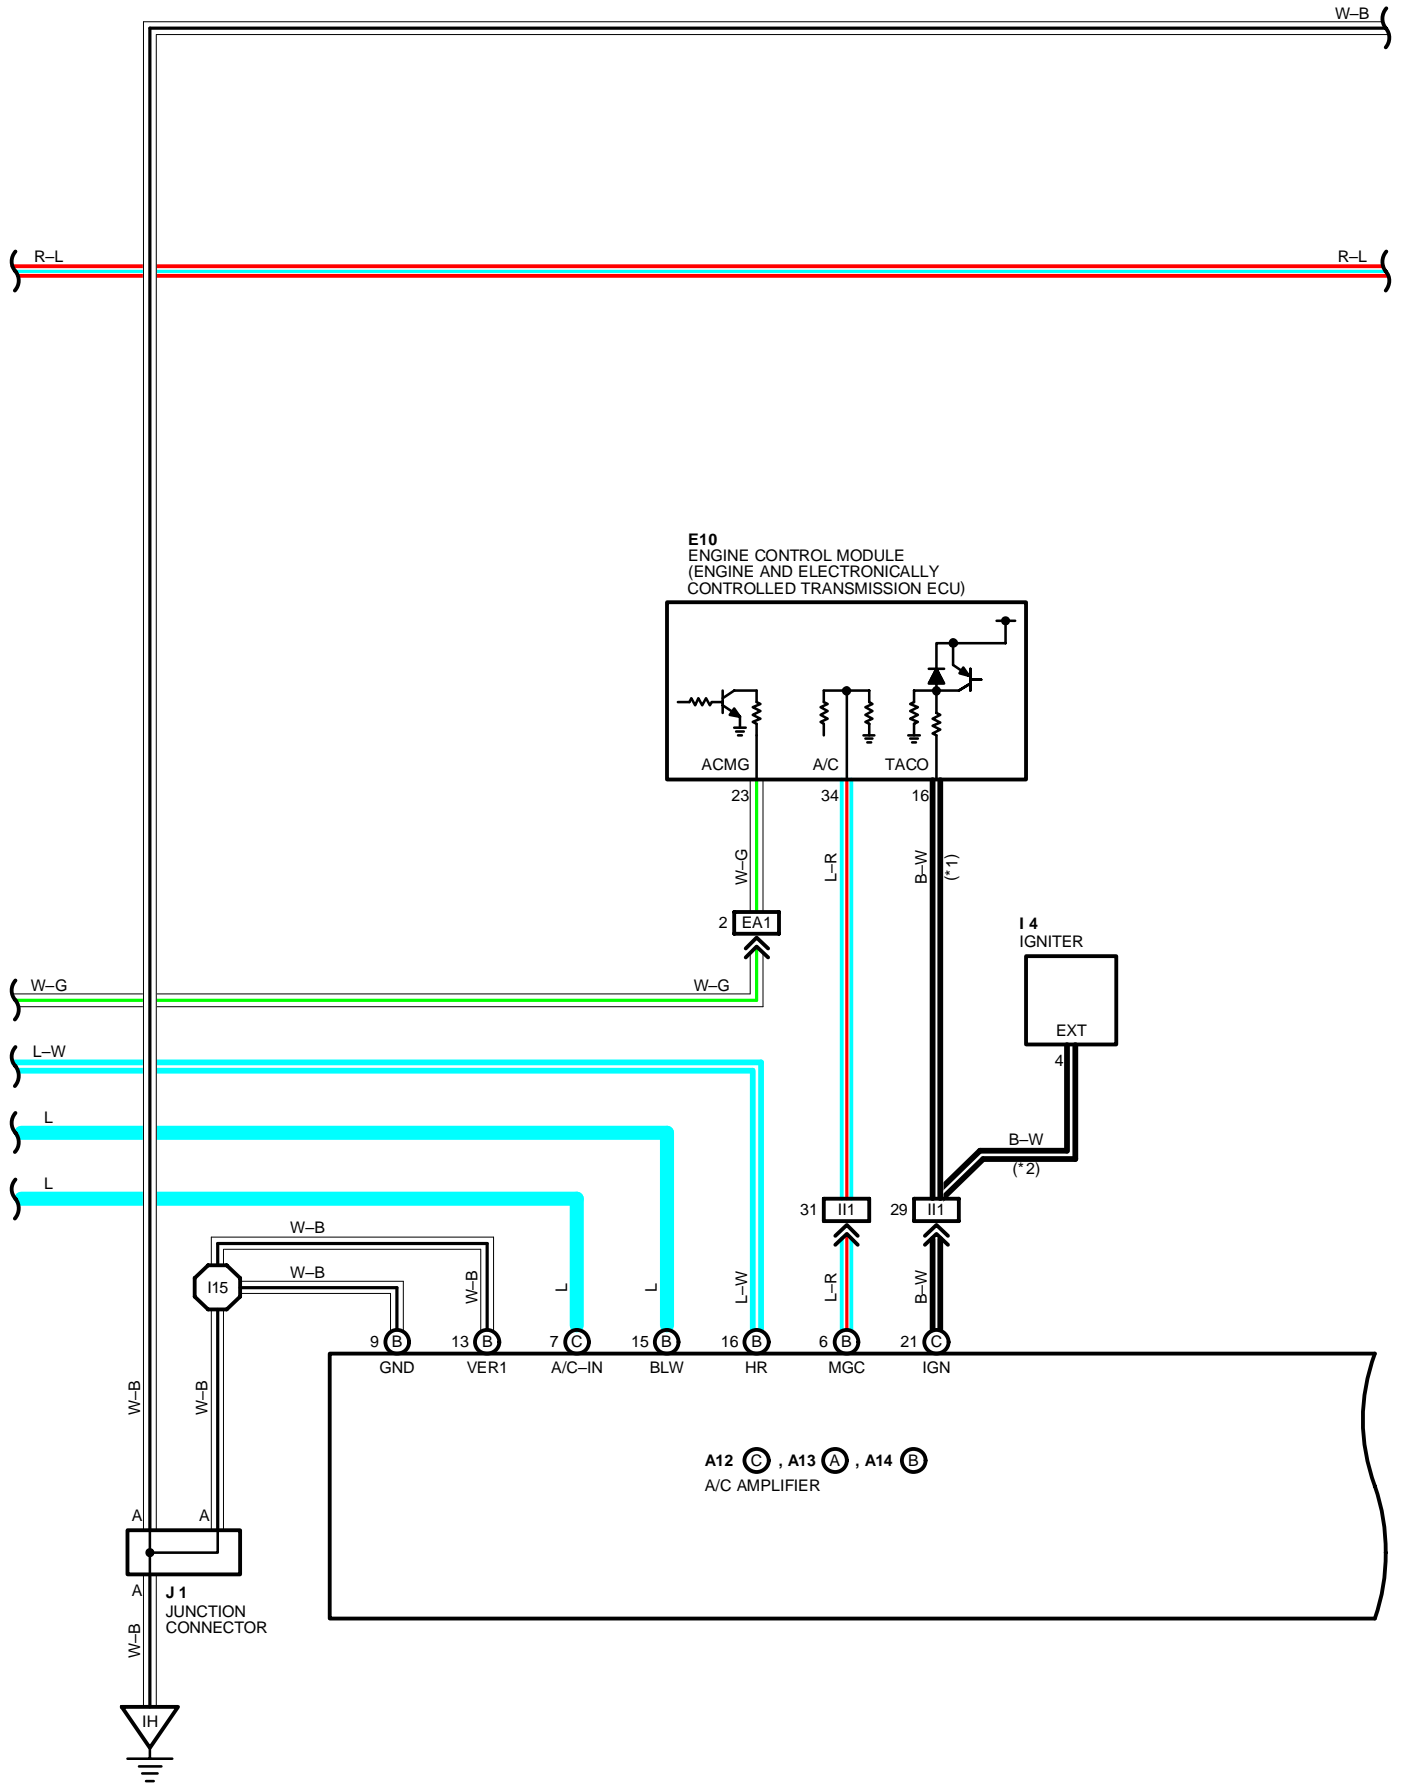 W–B
R–L
R–L
E10
ENGINE CONTROL MODULE
(ENGINE AND ELECTRONICALLY
CONTROLLED TRANSMISSION ECU)
ACMG
A/C
TACO
23
34
16
W–G
L–R
B–W
(*1)
2
EA1
I 4
IGNITER
EXT
4
W–G
W–G
L–W
L
B–W
(*2)
L
31
II1
29
II1
W–B
W–B
I15
W–B
L
L
L–W
L–R
B–W
9
B
13
B
7
C
15
B
16
B
6
B
21
C
GND
VER1
A/C–IN
BLW
HR
MGC
IGN
W–B
W–B
A12 C , A13 A , A14 B
A/C AMPLIFIER
A
A
A
J 1
JUNCTION
CONNECTOR
W–B
IH